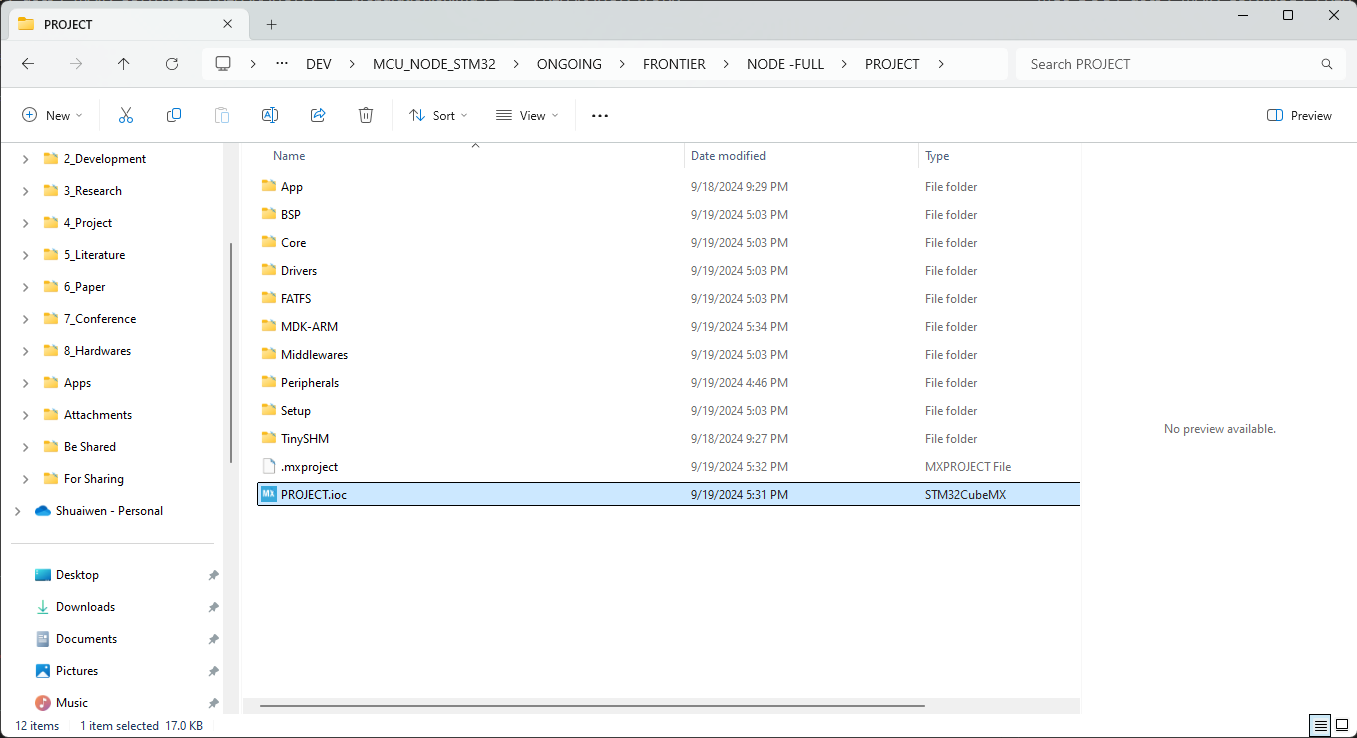 PROJECT
DEV MCU_NODE_STM32 ONGOING FRONTIER NODE -FULL PROJECT Search PROJECT
New Sort View Preview
Name Date modified Type
2_Development
3_Research
4_Project
5_Literature
6_Paper
7_Conference
8_Hardwares
Apps
Attachments
Be Shared
For Sharing
Shuaiwen - Personal
Desktop
Downloads
Documents
Pictures
Music
App 9/18/2024 9:29 PM File folder
BSP 9/19/2024 5:03 PM File folder
Core 9/19/2024 5:03 PM File folder
Drivers 9/19/2024 5:03 PM File folder
FATFS 9/19/2024 5:03 PM File folder
MDK-ARM 9/19/2024 5:34 PM File folder
Middlewares 9/19/2024 5:03 PM File folder
Peripherals 9/19/2024 4:46 PM File folder
Setup 9/19/2024 5:03 PM File folder
TinySHM 9/18/2024 9:27 PM File folder
.mxproject 9/19/2024 5:32 PM MXPROJECT File
MX PROJECT.ioc 9/19/2024 5:31 PM STM32CubeMX
No preview available.
12 items 1 item selected 17.0 KB